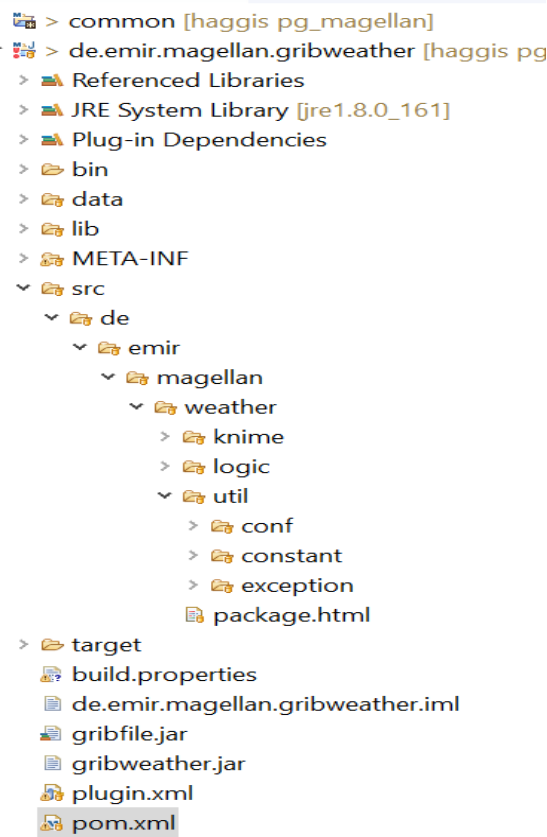 > common [haggis pg_magellan]
> de.emir.magellan.gribweather [haggis pg
Referenced Libraries
JRE System Library [jre1.8.0_161]
Plug-in Dependencies
bin
data
lib
META-INF
src
de
emir
magellan
weather
knime
logic
util
conf
constant
exception
package.html
target
build.properties
de.emir.magellan.gribweather.iml
gribfile.jar
gribweather.jar
plugin.xml
pom.xml